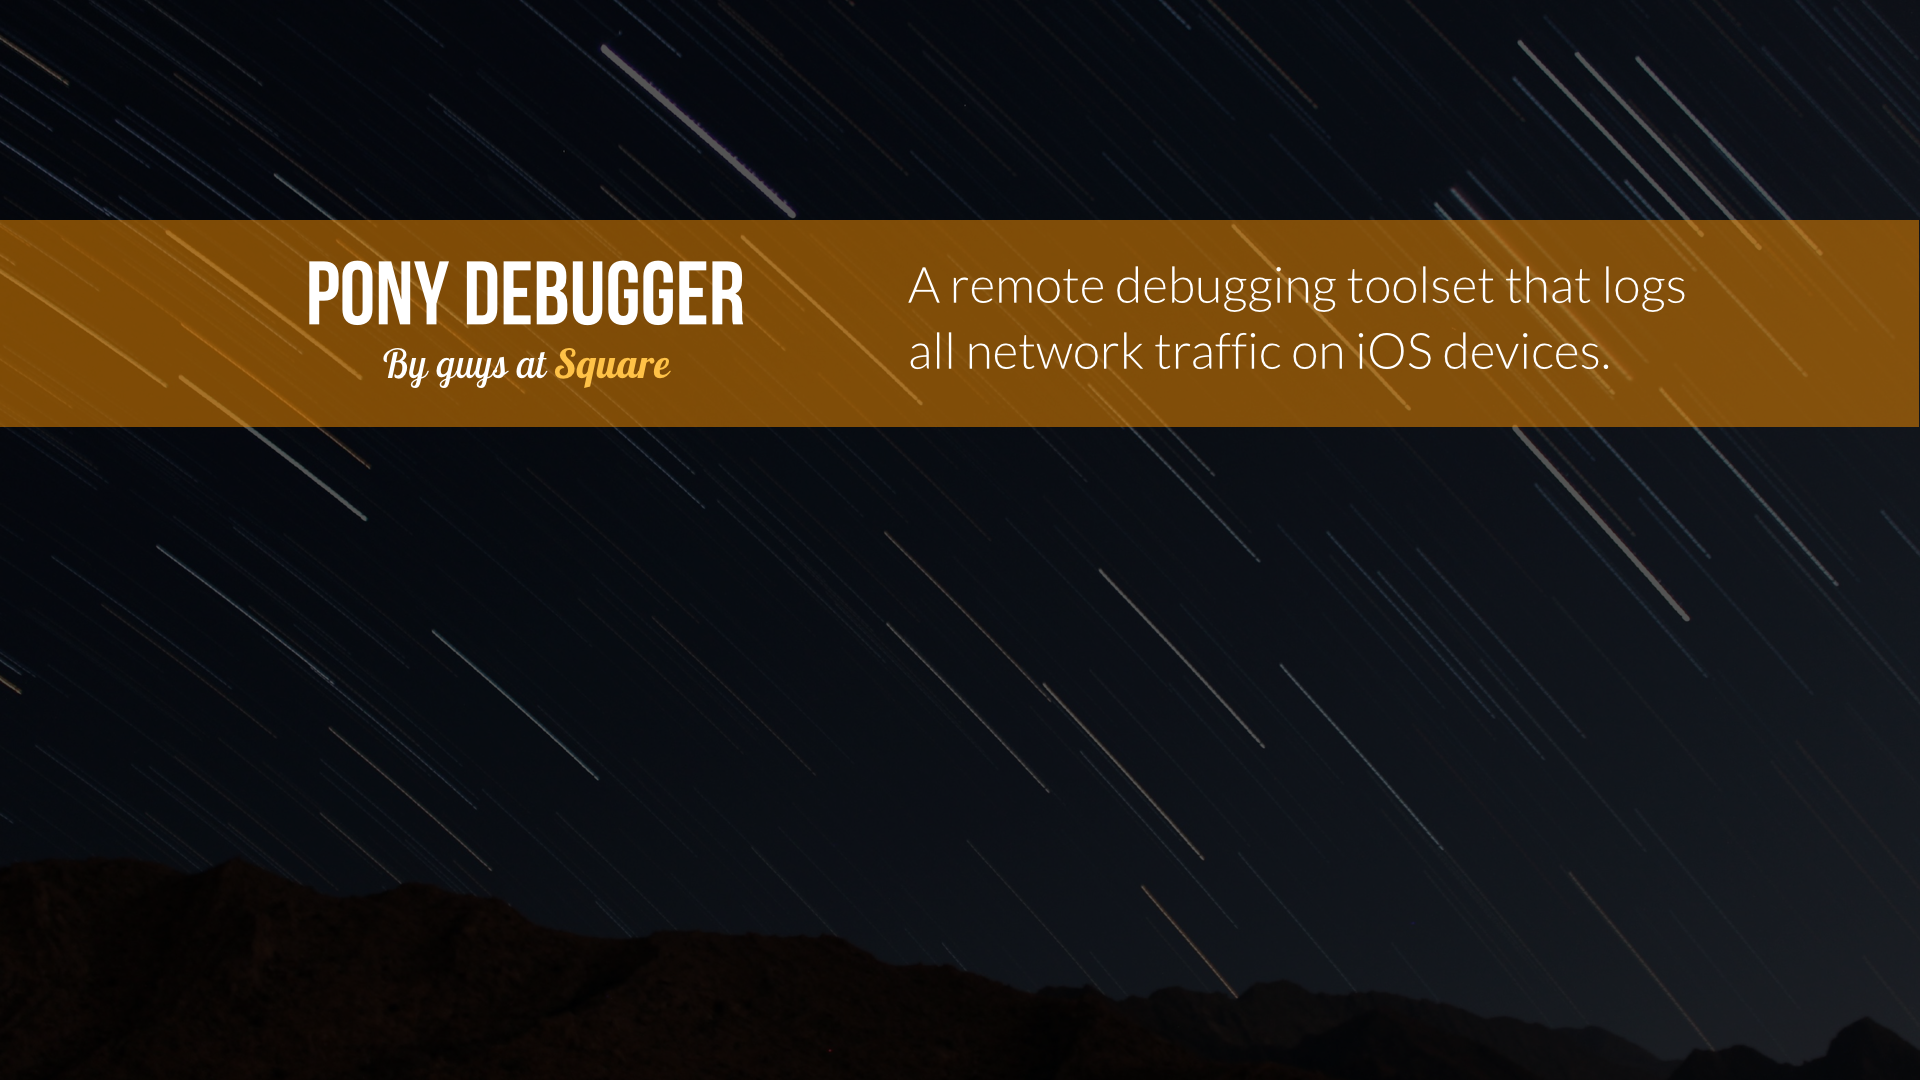 PONY DEBUGGER
By guys at Square
A remote debugging toolset that logs
all network traffic on iOS devices.